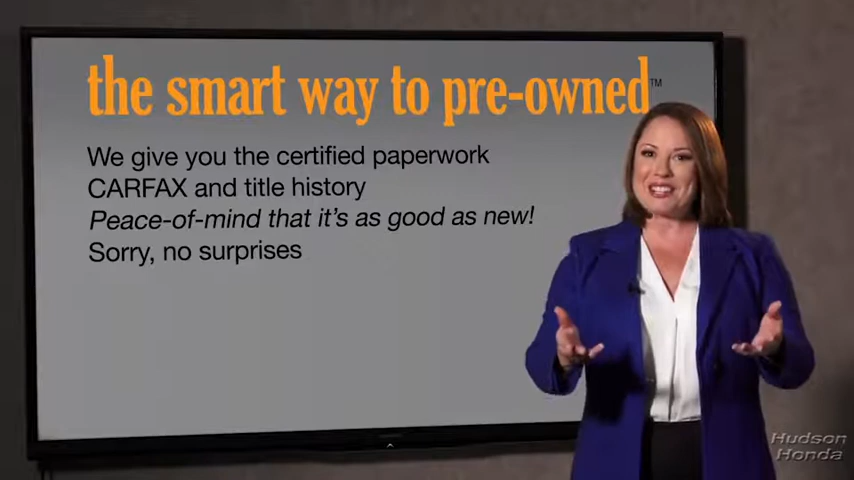 the smart way to pre-owned™
We give you the certified paperwork
CARFAX and title history
Peace-of-mind that it's as good as new!
Sorry, no surprises
Hudson
Honda